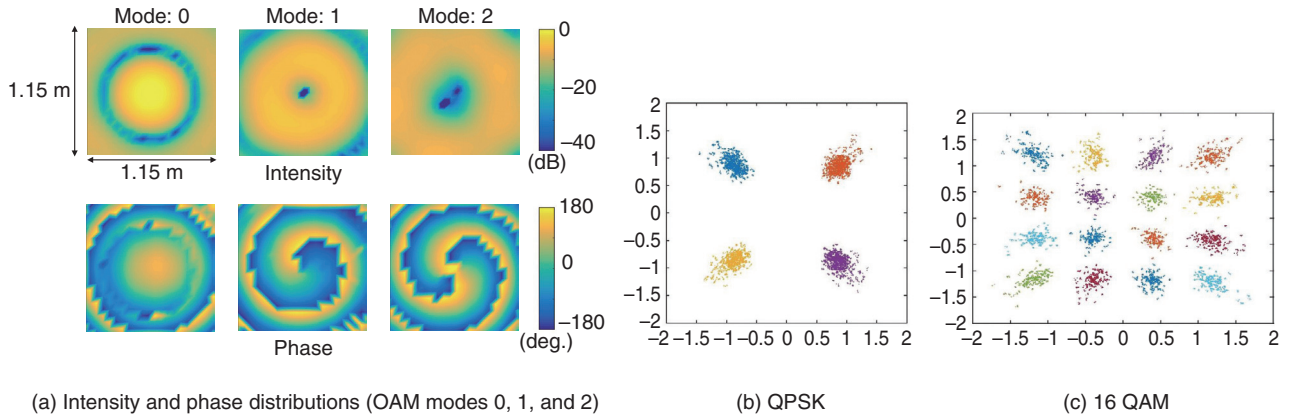 Mode: 0
Mode: 1
Mode: 2
0
−20
−40
(dB)
1.15 m
1.15 m
Intensity
180
0
−180
(deg.)
Phase
2
1.5
1
0.5
0
−0.5
−1
−1.5
−2
−2 −1.5 −1 −0.5 0 0.5 1 1.5 2
2
1.5
1
0.5
0
−0.5
−1
−1.5
−2
−2 −1.5 −1 −0.5 0 0.5 1 1.5 2
(a) Intensity and phase distributions (OAM modes 0, 1, and 2)
(b) QPSK
(c) 16 QAM